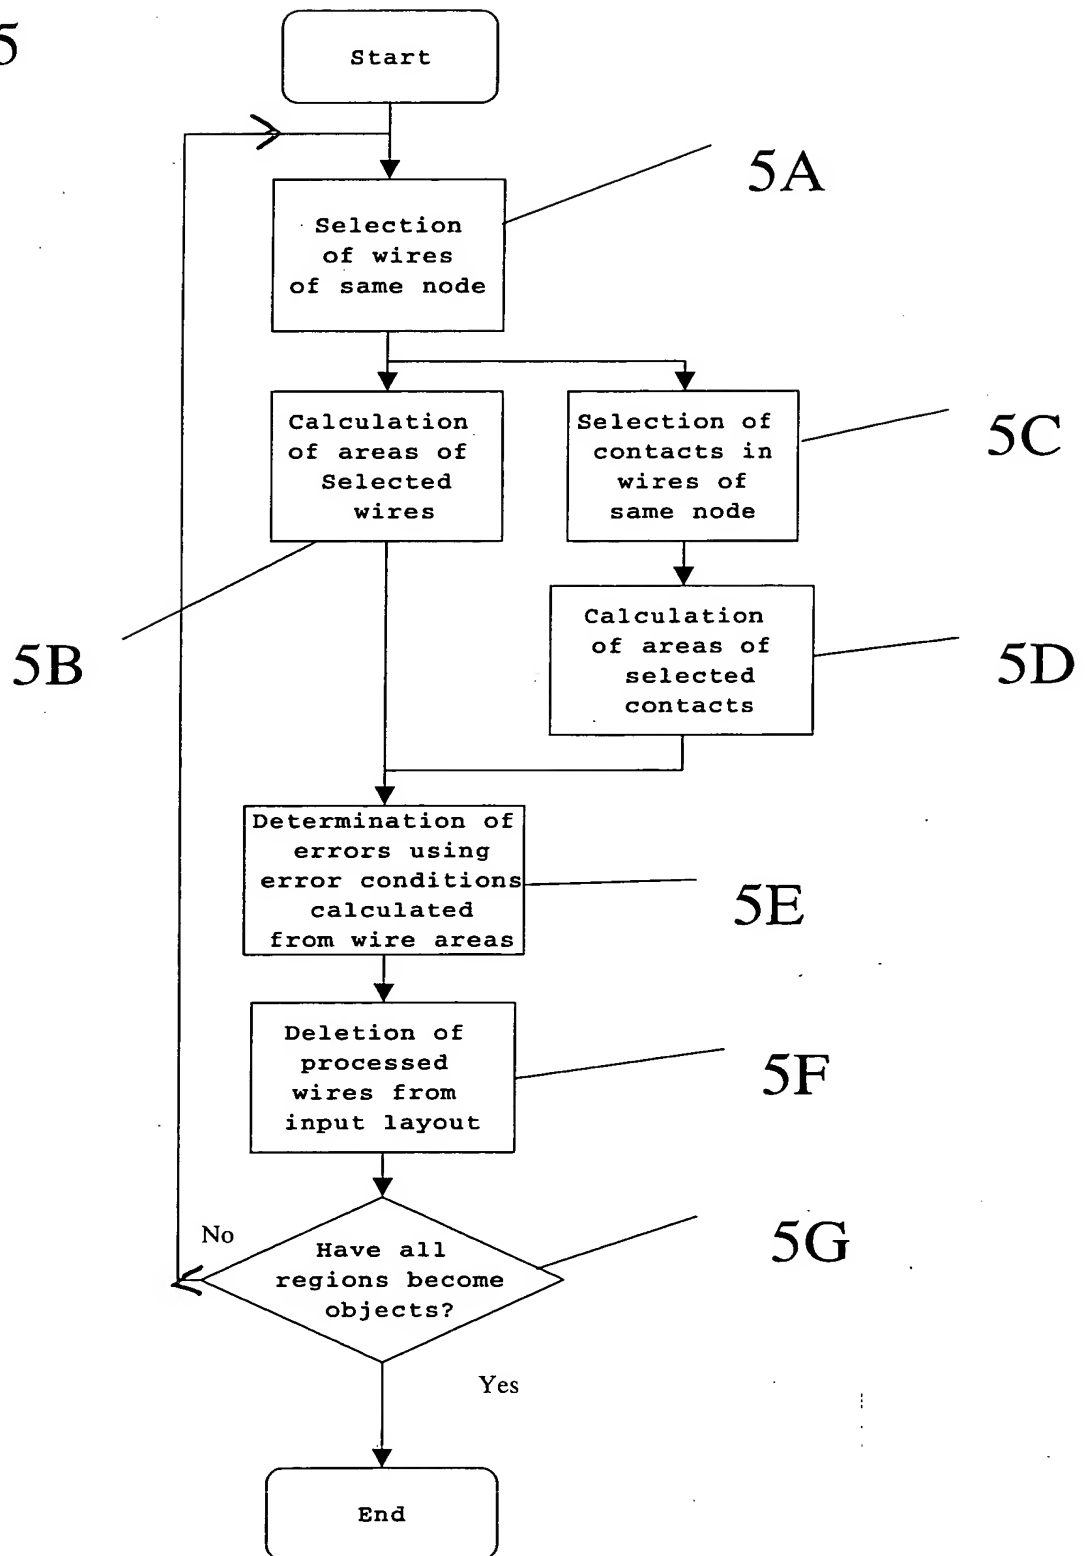 5
Start
5A
Selection
of wires
of same node
Calculation
of areas of
Selected
wires
Selection of
contacts in
wires of
same node
5C
5B
Calculation
of areas of
selected
contacts
5D
Determination of
errors using
error conditions
calculated
from wire areas
5E
Deletion of
processed
wires from
input layout
5F
No
Have all
regions become
objects?
5G
Yes
End